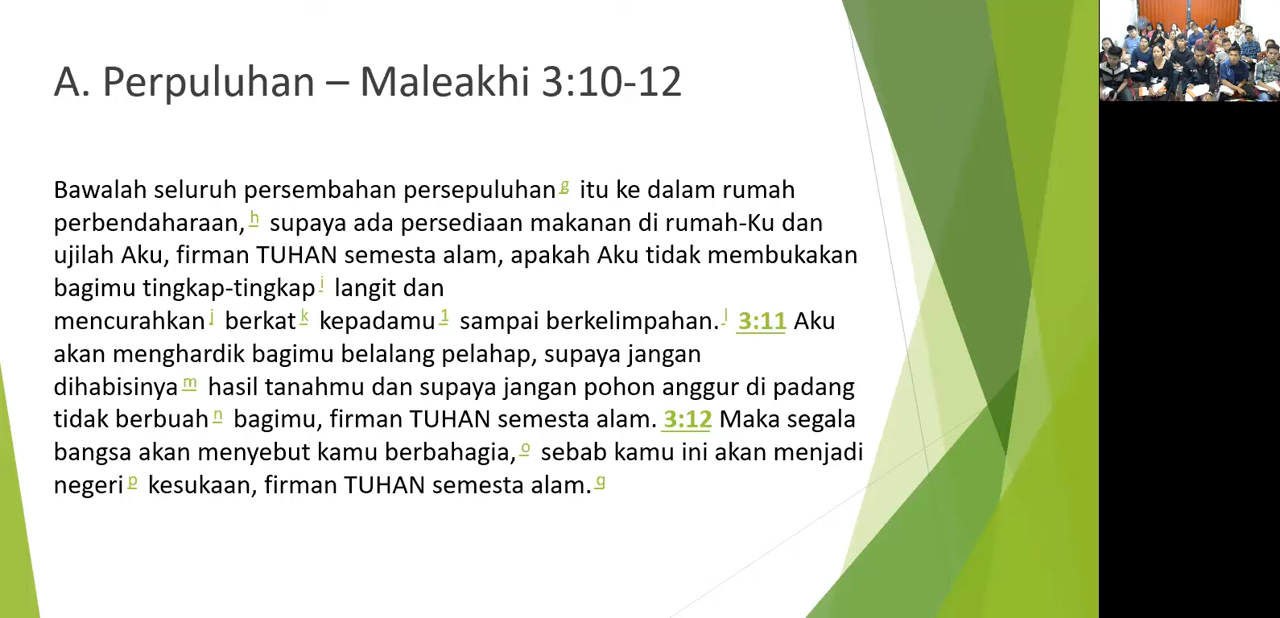 A. Perpuluhan – Maleakhi 3:10-12
Bawalah seluruh persembahan persepuluhan g itu ke dalam rumah
perbendaharaan, h supaya ada persediaan makanan di rumah-Ku dan
ujilah Aku, firman TUHAN semesta alam, apakah Aku tidak membukakan
bagimu tingkap-tingkap i langit dan
mencurahkan j berkat k kepadamu 1 sampai berkelimpahan. l 3:11 Aku
akan menghardik bagimu belalang pelahap, supaya jangan
dihabisinya m hasil tanahmu dan supaya jangan pohon anggur di padang
tidak berbuah n bagimu, firman TUHAN semesta alam. 3:12 Maka segala
bangsa akan menyebut kamu berbahagia, o sebab kamu ini akan menjadi
negeri p kesukaan, firman TUHAN semesta alam. q